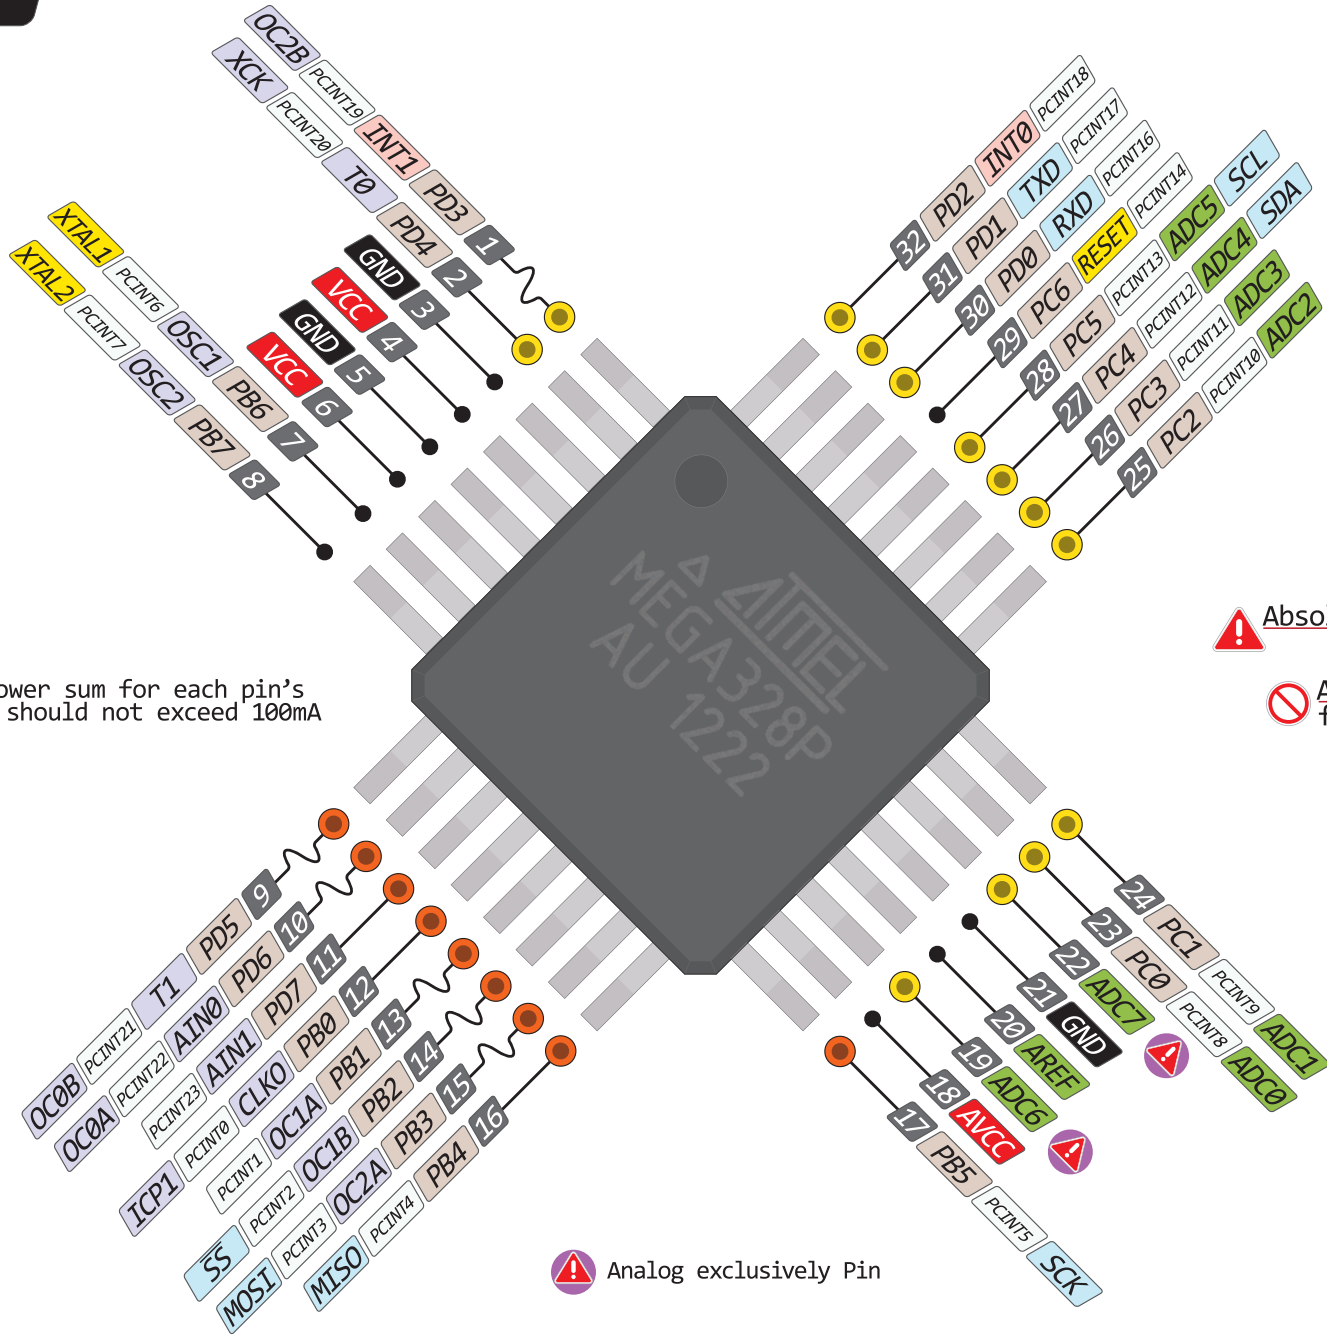 1 PD3 INT1 PCINT19 OC2B
2 PD4 T0 PCINT20 XCK
3 GND
4 VCC
5 GND
6 VCC
7 PB6 OSC1 PCINT6 XTAL1
8 PB7 OSC2 PCINT7 XTAL2
32 PD2 INT0 PCINT18
31 PD1 TXD PCINT17
30 PD0 RXD PCINT16
29 PC6 RESET PCINT14
28 PC5 PCINT13 ADC5 SCL
27 PC4 PCINT12 ADC4 SDA
26 PC3 PCINT11 ADC3
25 PC2 PCINT10 ADC2
ATMEL
MEGA328P
AU 1222
Absol
ower sum for each pin's
should not exceed 100mA
A
f
9 PD5 T1 PCINT21 OC0B
10 PD6 AIN0 PCINT22 OC0A
11 PD7 AIN1 PCINT23
12 PB0 CLKO PCINT0 ICP1
13 PB1 OC1A PCINT1
14 PB2 OC1B PCINT2 SS
15 PB3 OC2A PCINT3 MOSI
16 PB4 PCINT4 MISO
24 PC1 PCINT9 ADC1
23 PC0 PCINT8 ADC0
22 ADC7
21 GND
20 AREF
19 ADC6
18 AVCC
17 PB5 PCINT5 SCK
Analog exclusively Pin